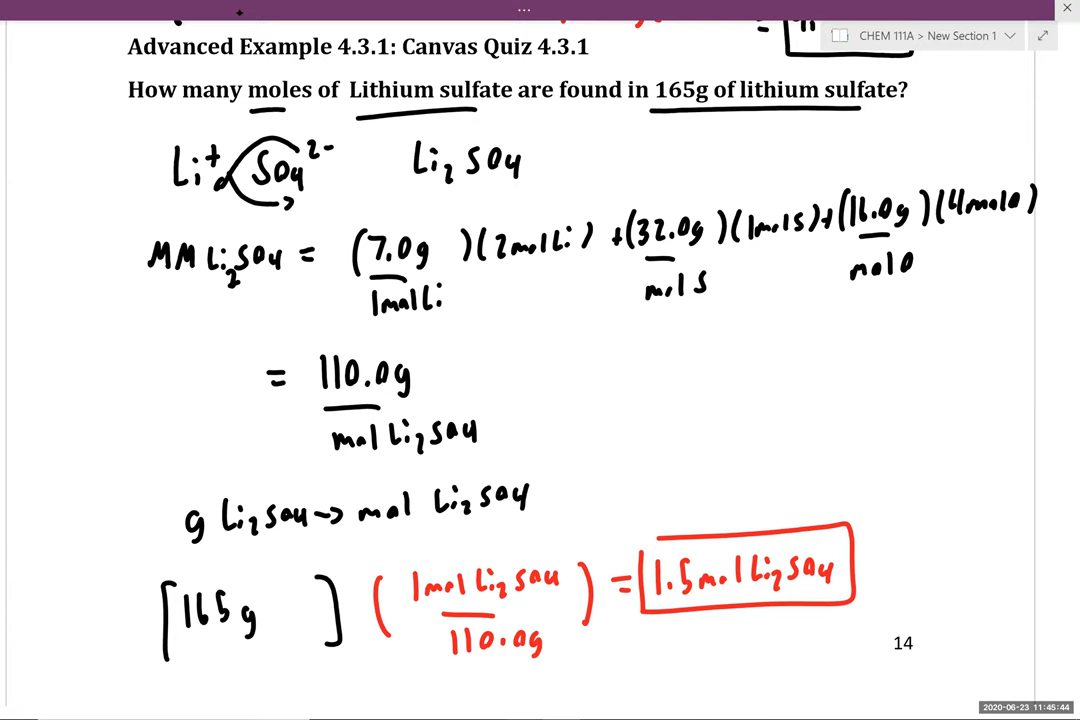 CHEM 111A > New Section 1
Advanced Example 4.3.1: Canvas Quiz 4.3.1
How many moles of Lithium sulfate are found in 165g of lithium sulfate?
Li+ SO4 2- Li2SO4
MM Li2SO4 = (7.0g / 1mol Li)(2mol Li) + (32.0g / mol S)(1mol S) + (16.0g / mol O)(4mol O)
= 110.0g / mol Li2SO4
g Li2SO4 -> mol Li2SO4
[165g] (1mol Li2SO4 / 110.0g) = 1.5mol Li2SO4
14
2020-06-23 11:45:44